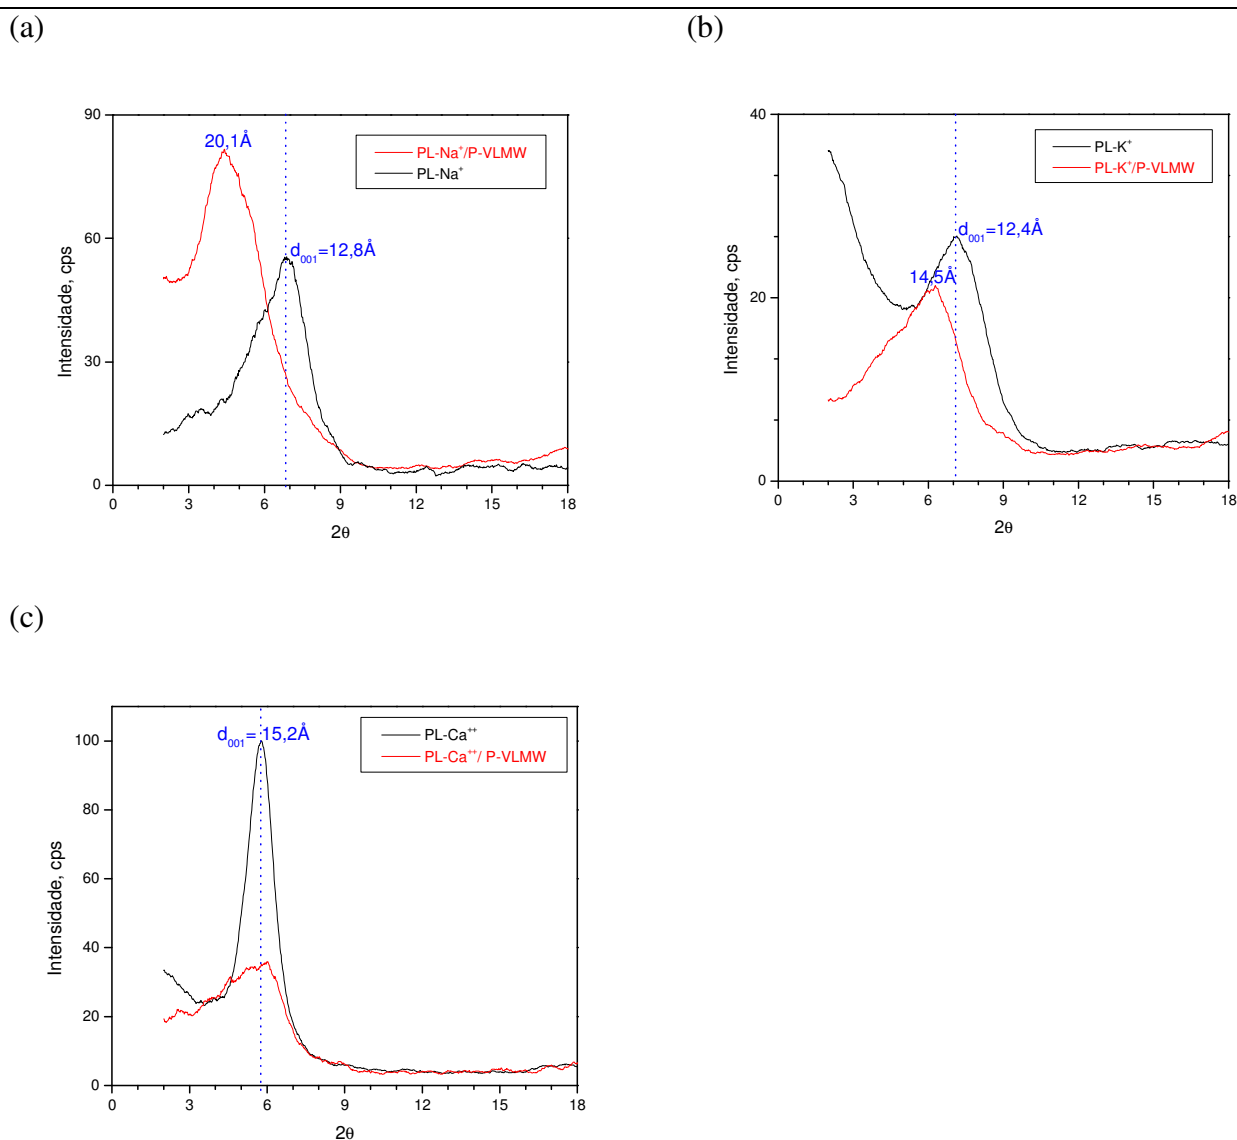 (a)
90
60
30
0
0
3
6
9
12
15
18
Intensidade, cps
2θ
20,1Å
d001=12,8Å
PL-Na+/P-VLMW
PL-Na+
(b)
40
20
0
0
3
6
9
12
15
18
Intensidade, cps
2θ
d001=12,4Å
14,5Å
PL-K+
PL-K+/P-VLMW
(c)
100
80
60
40
20
0
0
3
6
9
12
15
18
Intensidade, cps
2θ
d001= 15,2Å
PL-Ca++
PL-Ca++/ P-VLMW